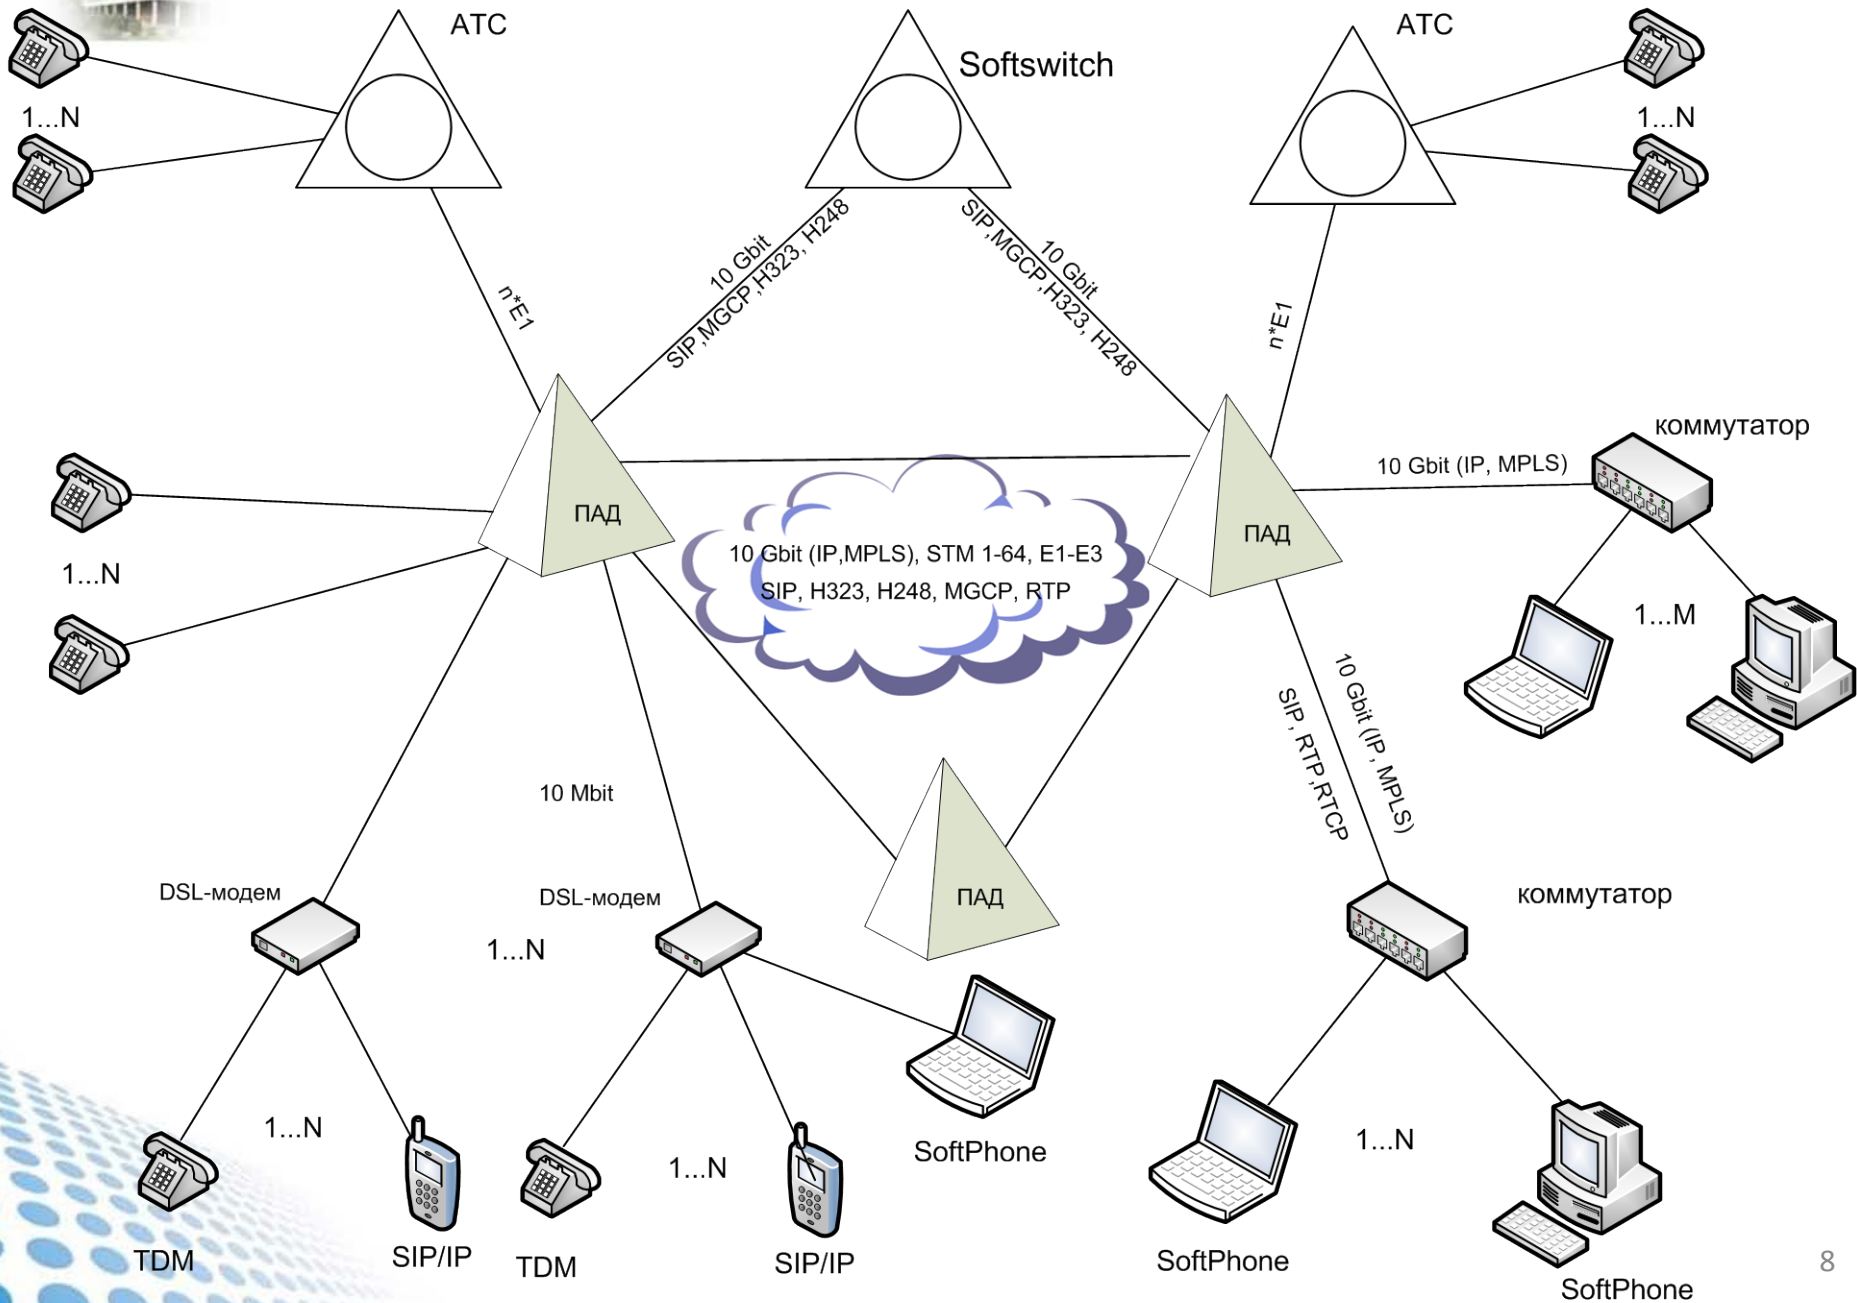 АТС
Softswitch
АТС
1...N
1...N
10 Gbit
SIP,MGCP,H323, H248
10 Gbit
SIP,MGCP,H323, H248
n*E1
n*E1
коммутатор
10 Gbit (IP, MPLS)
ПАД
ПАД
10 Gbit (IP,MPLS), STM 1-64, E1-E3
SIP, H323, H248, MGCP, RTP
1...N
1...M
10 Gbit (IP, MPLS)
SIP, RTP,RTCP
10 Mbit
DSL-модем
DSL-модем
ПАД
коммутатор
1...N
1...N
1...N
1...N
SoftPhone
TDM
SIP/IP
TDM
SIP/IP
SoftPhone
SoftPhone
8